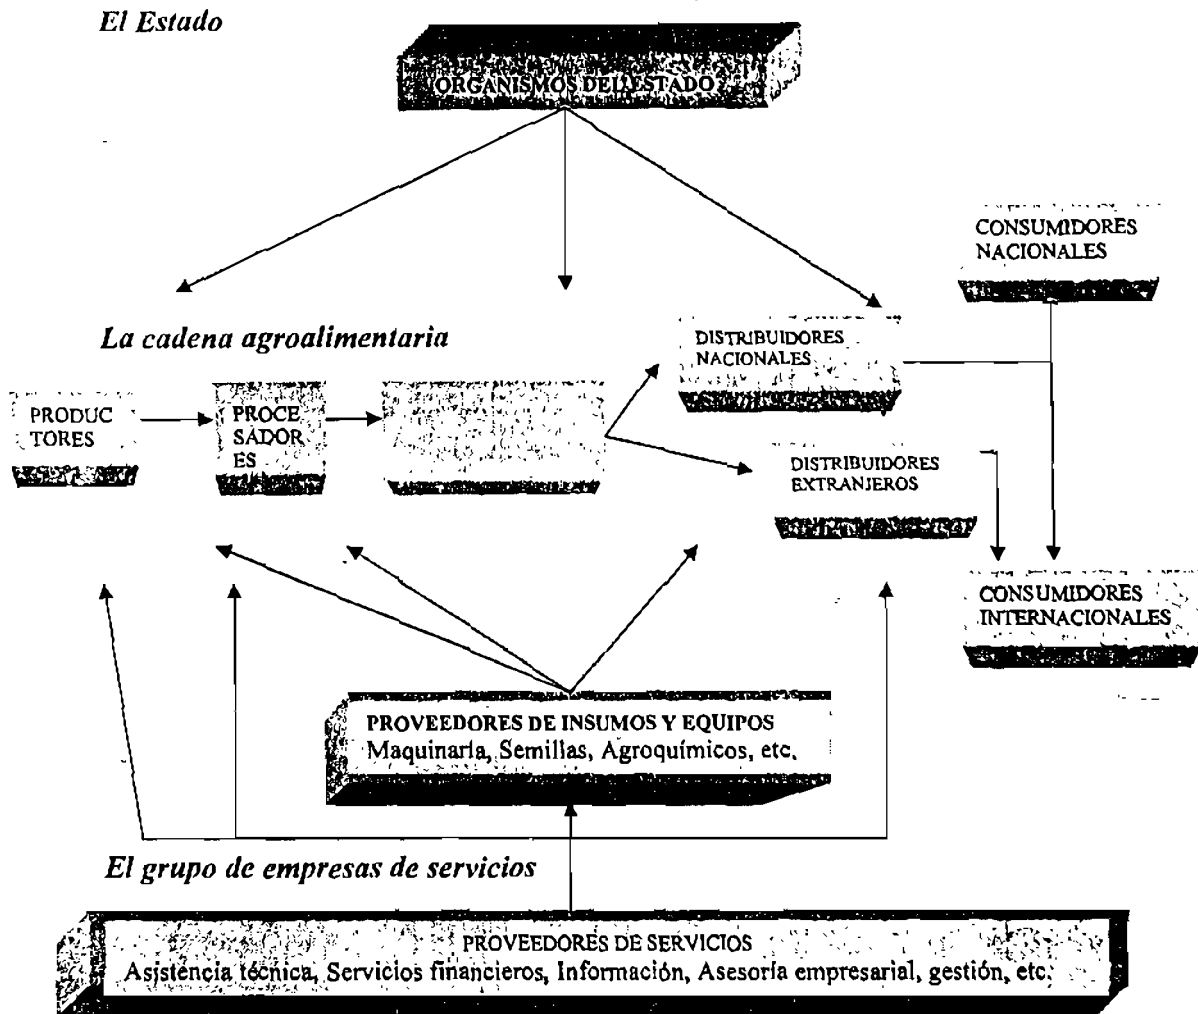 El Estado
ORGANISMOS DEL ESTADO
CONSUMIDORES
NACIONALES
La cadena agroalimentaria
DISTRIBUIDORES
NACIONALES
PRODUC
TORES
PROCE
SADOR
ES
DISTRIBUIDORES
EXTRANJEROS
CONSUMIDORES
INTERNACIONALES
PROVEEDORES DE INSUMOS Y EQUIPOS
Maquinaria, Semillas, Agroquímicos, etc.
El grupo de empresas de servicios
PROVEEDORES DE SERVICIOS
Asistencia técnica, Servicios financieros, Información, Asesoría empresarial, gestión, etc.